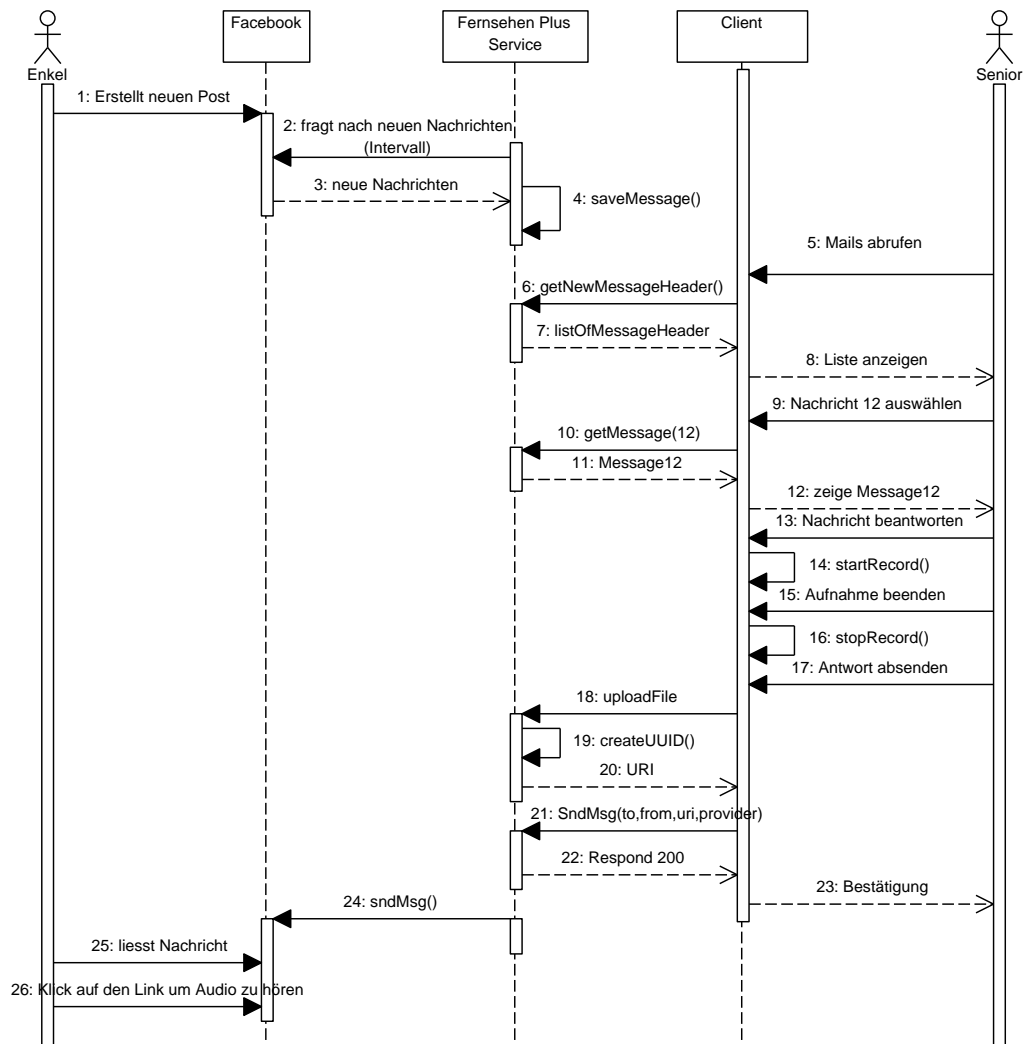 Facebook
Fernsehen Plus
Service
Client
Enkel
Senior
1: Erstellt neuen Post
2: fragt nach neuen Nachrichten
(Intervall)
3: neue Nachrichten
4: saveMessage()
5: Mails abrufen
6: getNewMessageHeader()
7: listOfMessageHeader
8: Liste anzeigen
9: Nachricht 12 auswählen
10: getMessage(12)
11: Message12
12: zeige Message12
13: Nachricht beantworten
14: startRecord()
15: Aufnahme beenden
16: stopRecord()
17: Antwort absenden
18: uploadFile
19: createUUID()
20: URI
21: SndMsg(to,from,uri,provider)
22: Respond 200
23: Bestätigung
24: sndMsg()
25: liesst Nachricht
26: Klick auf den Link um Audio zu hören